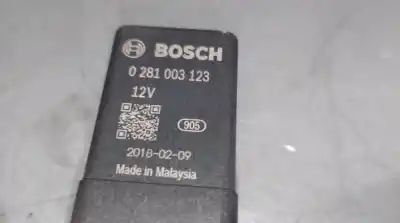 BOSCH
0 281 003 123
12V
905
2018-02-09
Made in Malaysia